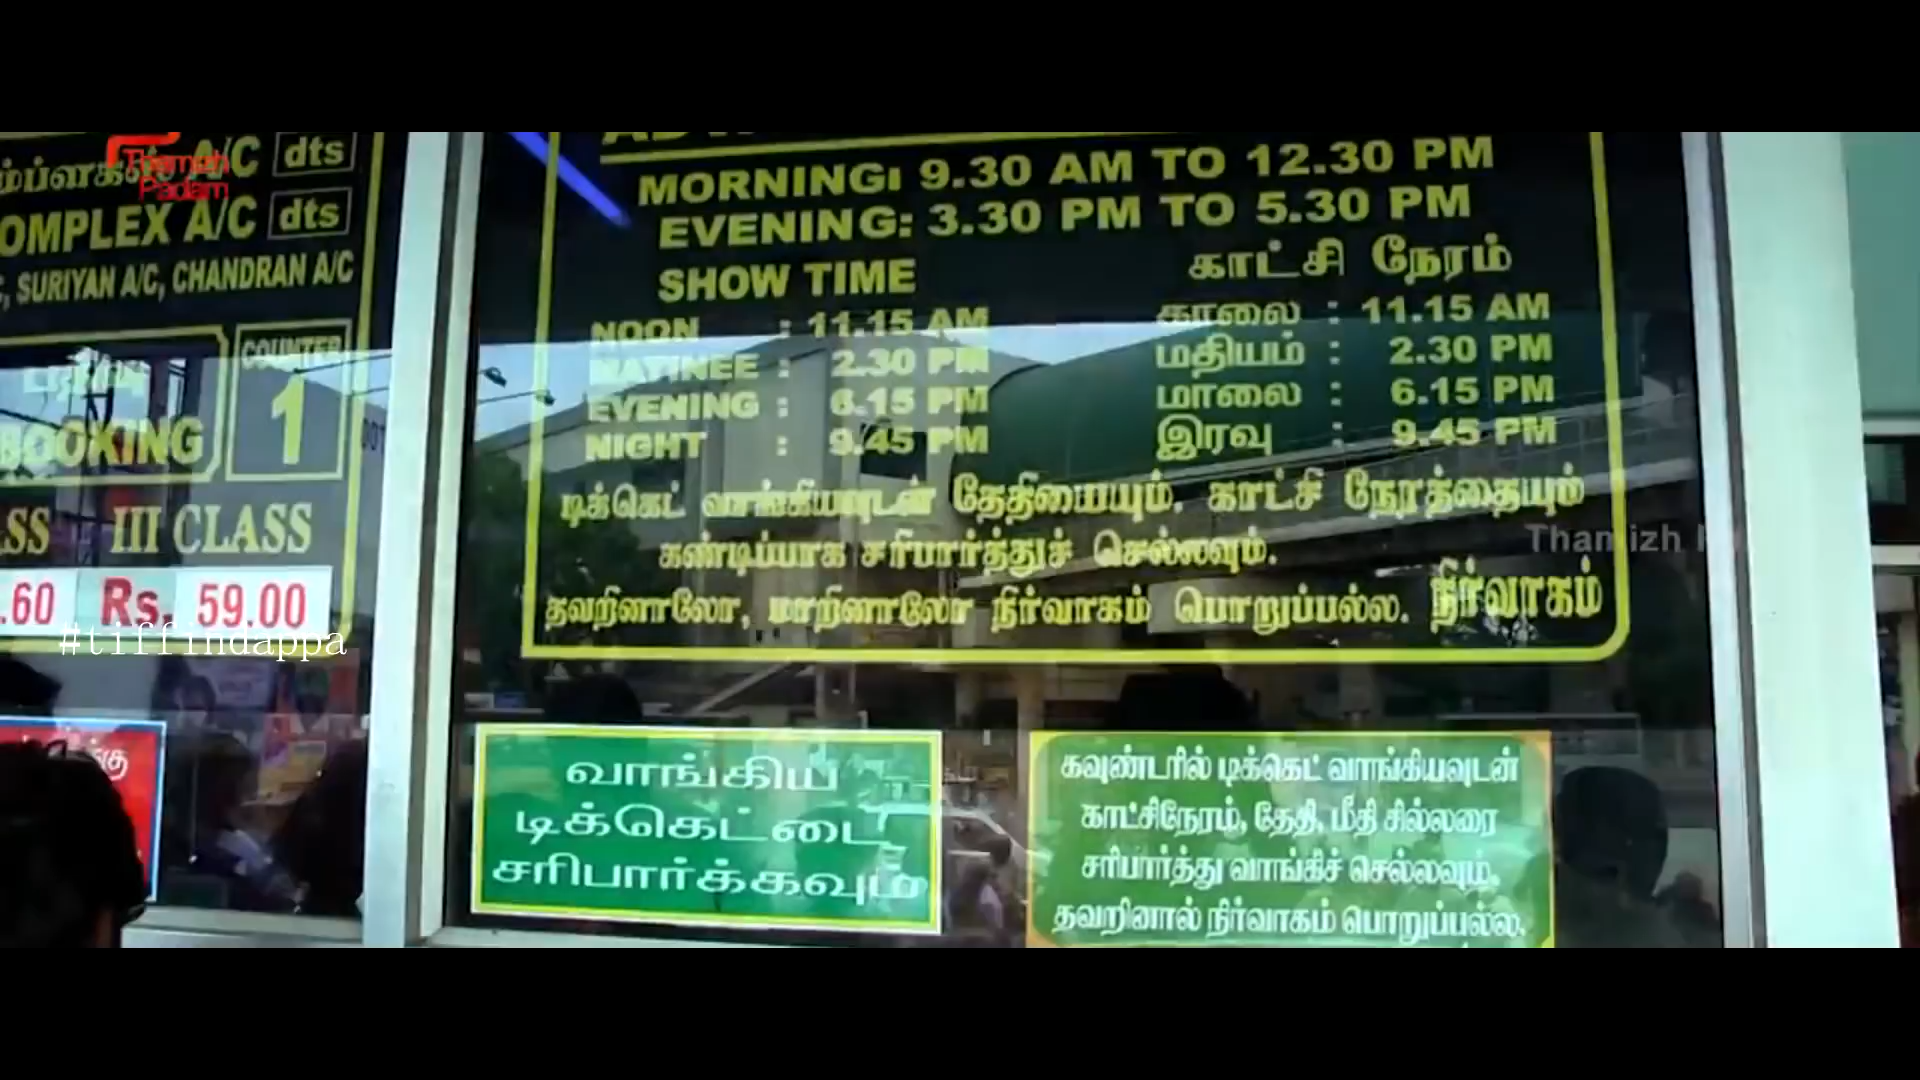 A/C dts
OMPLEX A/C dts
SURIYAN A/C, CHANDRAN A/C
COUNTER
1
BOOKING
III CLASS
.60 Rs. 59.00
#tiffindappa
Thamizh
Padam
MORNING: 9.30 AM TO 12.30 PM
EVENING: 3.30 PM TO 5.30 PM
SHOW TIME காட்சி நேரம்
NOON : 11.15 AM காலை : 11.15 AM
MATINEE : 2.30 PM மதியம் : 2.30 PM
EVENING : 6.15 PM மாலை : 6.15 PM
NIGHT : 9.45 PM இரவு : 9.45 PM
டிக்கெட் வாங்கியவுடன் தேதியையும், காட்சி நேரத்தையும்
கண்டிப்பாக சரிபார்த்துச் செல்லவும்.
தவறினாலோ, மாறினாலோ நிர்வாகம் பொறுப்பல்ல. நிர்வாகம்
Thamizh
வாங்கிய
டிக்கெட்டை
சரிபார்க்கவும்
கவுண்டரில் டிக்கெட் வாங்கியவுடன்
காட்சிநேரம், தேதி, மீதி சில்லரை
சரிபார்த்து வாங்கிச் செல்லவும்.
தவறினால் நிர்வாகம் பொறுப்பல்ல.